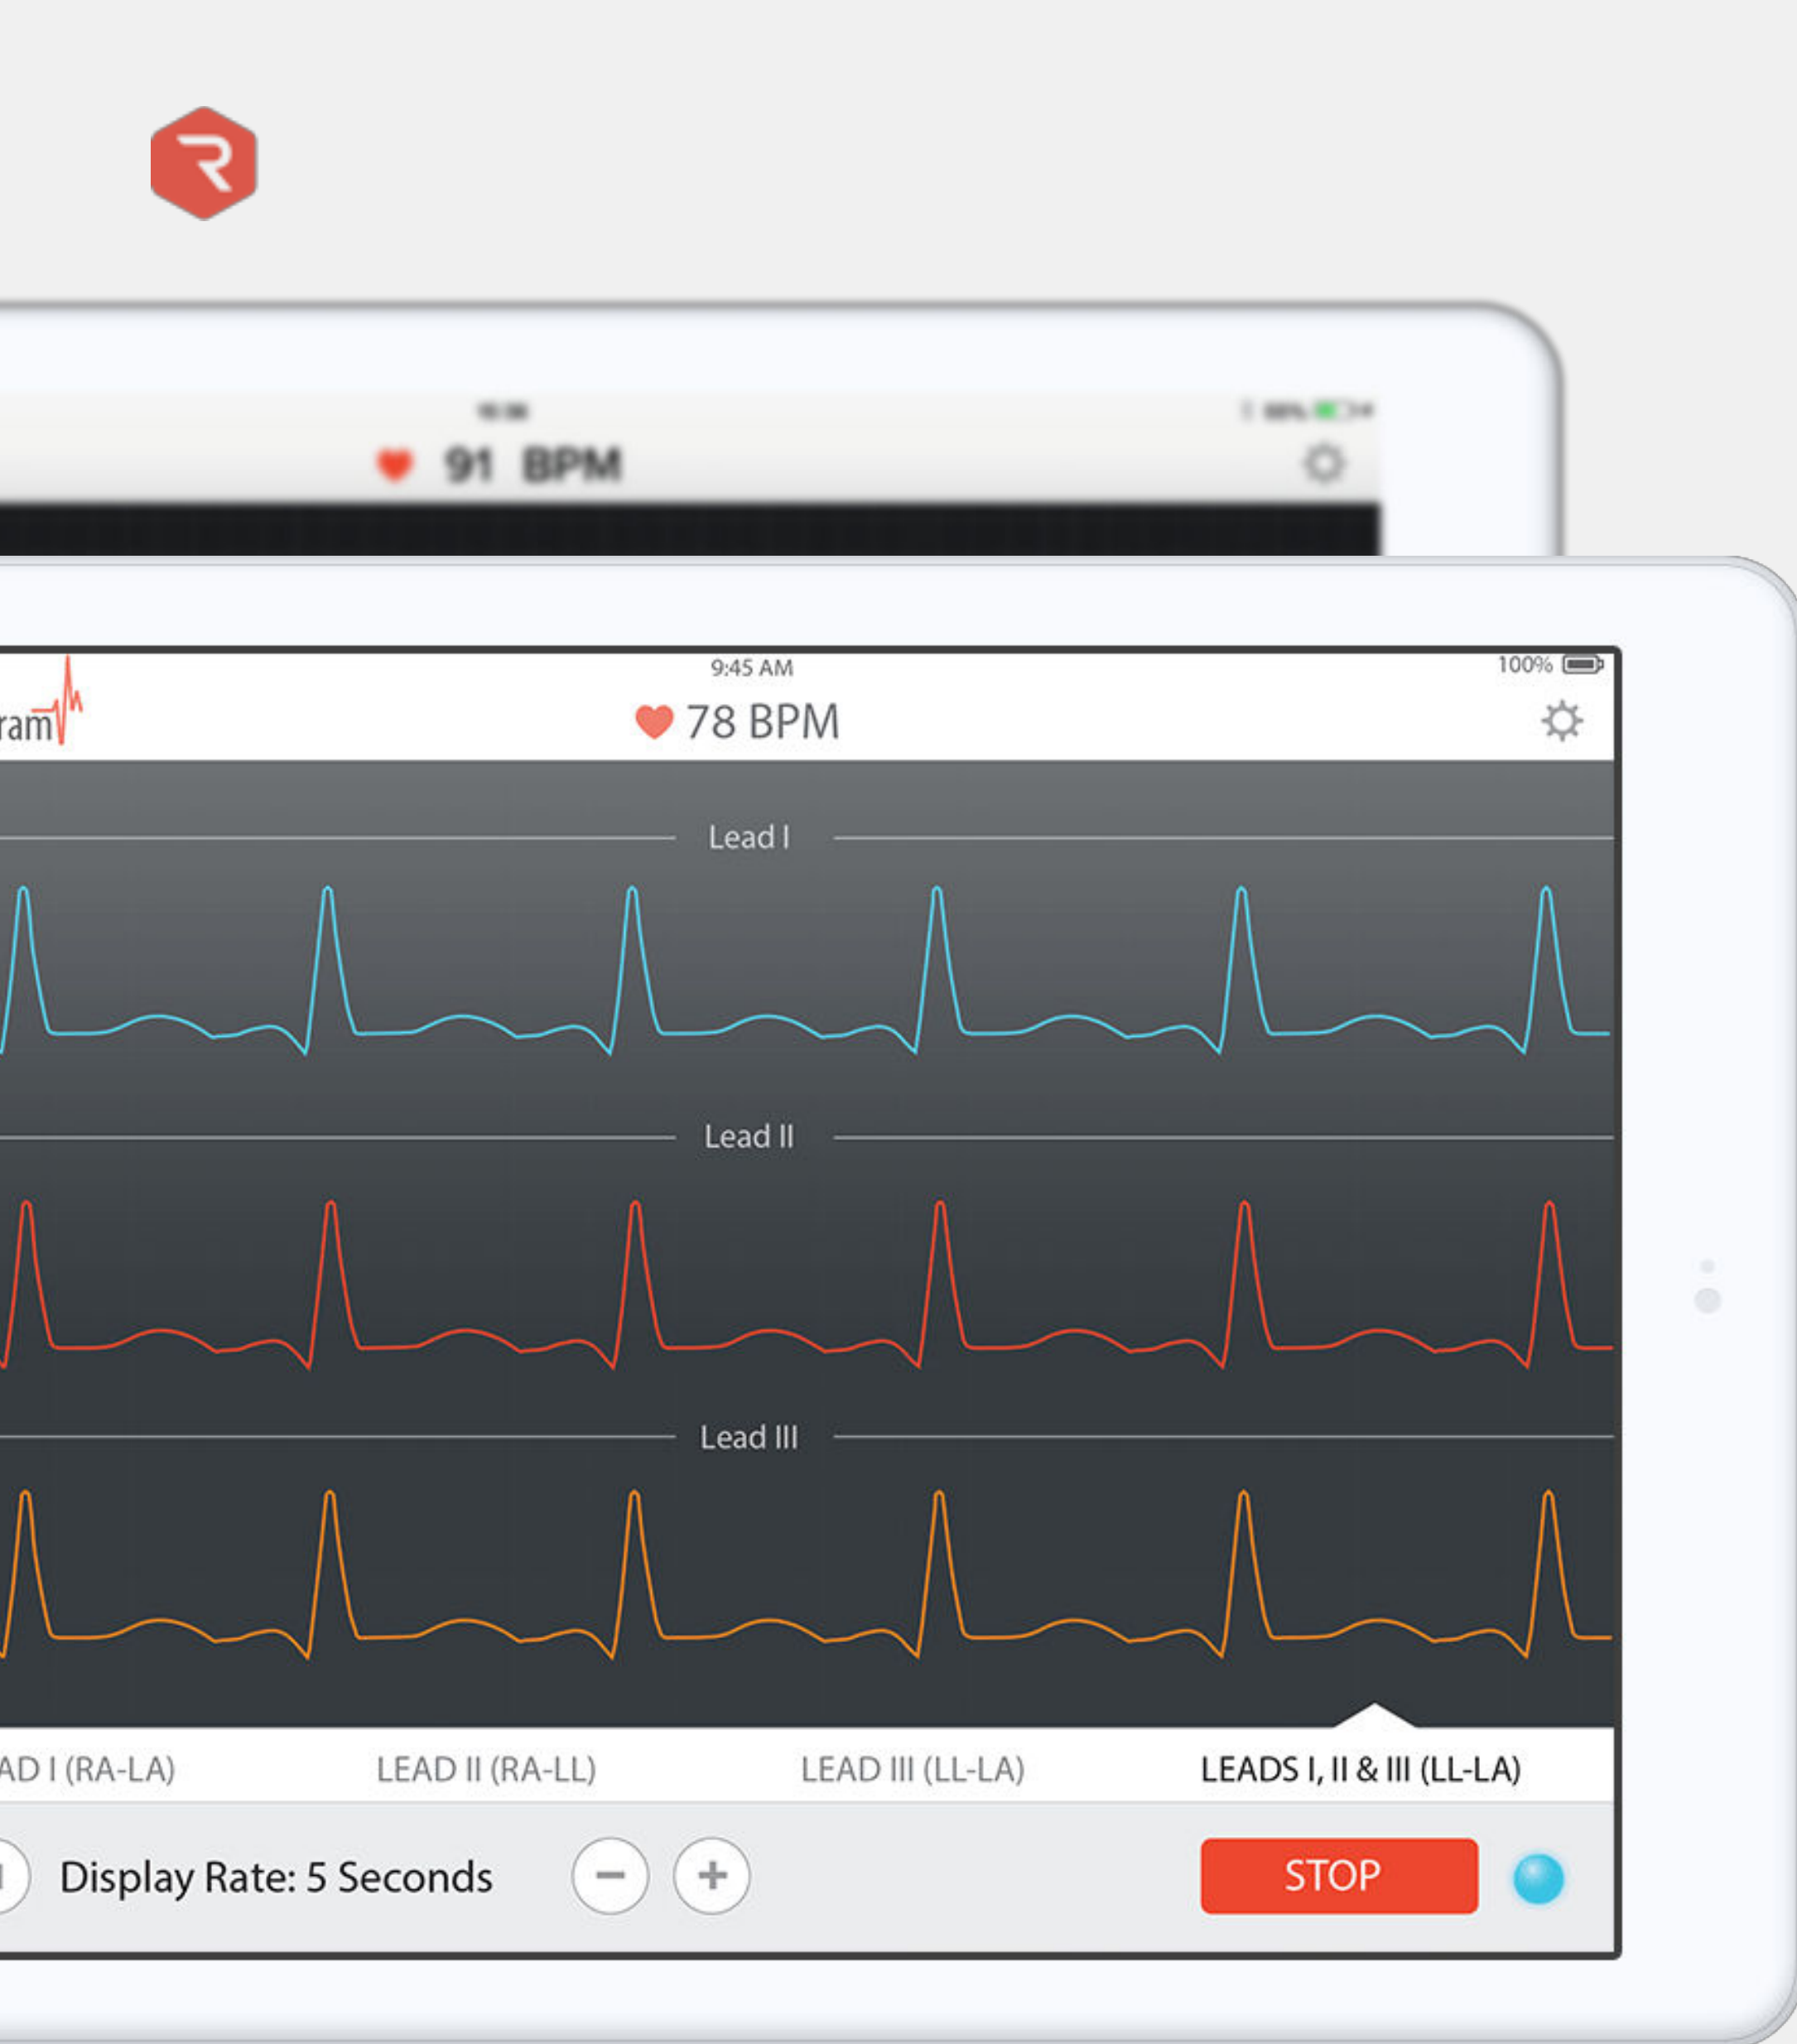 91 BPM
9:45 AM
100%
ram
78 BPM
Lead I
Lead II
Lead III
AD I (RA-LA)
LEAD II (RA-LL)
LEAD III (LL-LA)
LEADS I, II & III (LL-LA)
Display Rate: 5 Seconds
STOP